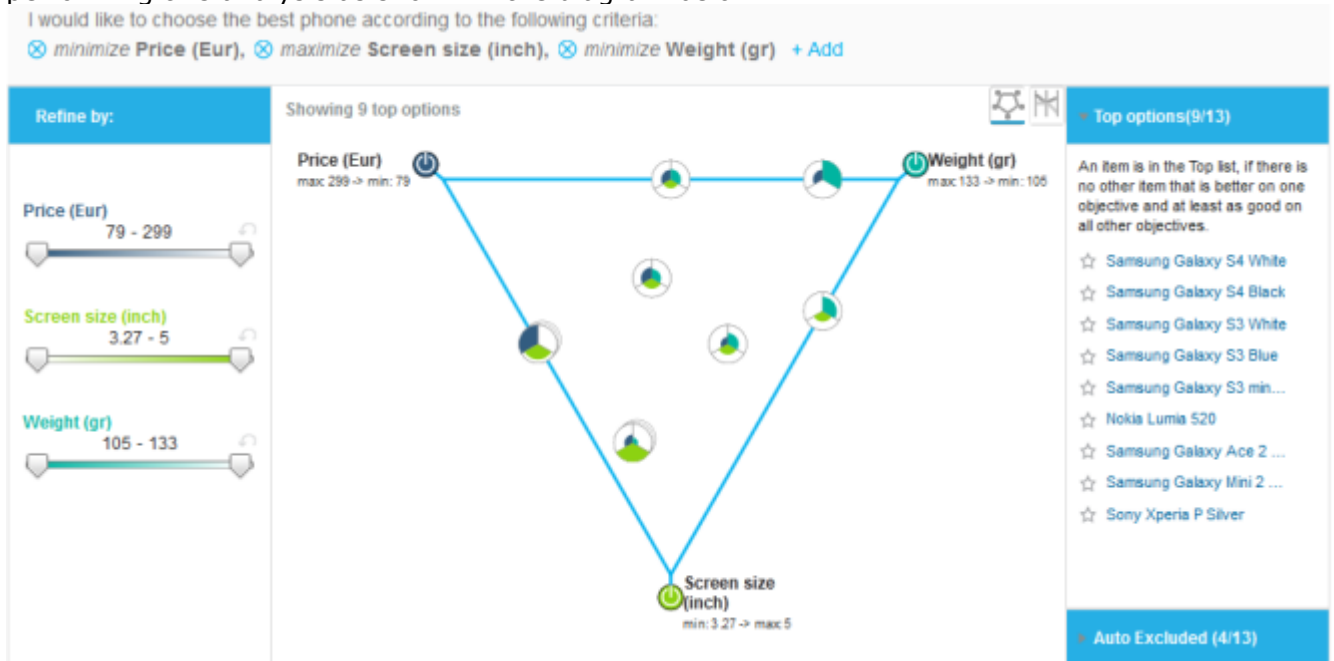 I would like to choose the best phone according to the following criteria:
minimize Price (Eur), maximize Screen size (inch), minimize Weight (gr) + Add
Refine by:
Price (Eur)
79 - 299
Screen size (inch)
3.27 - 5
Weight (gr)
105 - 133
Showing 9 top options
Price (Eur)
max: 299 -> min: 79
Weight (gr)
max: 133 -> min: 105
Screen size
(inch)
min: 3.27 -> max: 5
Top options(9/13)
An item is in the Top list, if there is
no other item that is better on one
objective and at least as good on
all other objectives.
Samsung Galaxy S4 White
Samsung Galaxy S4 Black
Samsung Galaxy S3 White
Samsung Galaxy S3 Blue
Samsung Galaxy S3 min...
Nokia Lumia 520
Samsung Galaxy Ace 2 ...
Samsung Galaxy Mini 2 ...
Sony Xperia P Silver
Auto Excluded (4/13)